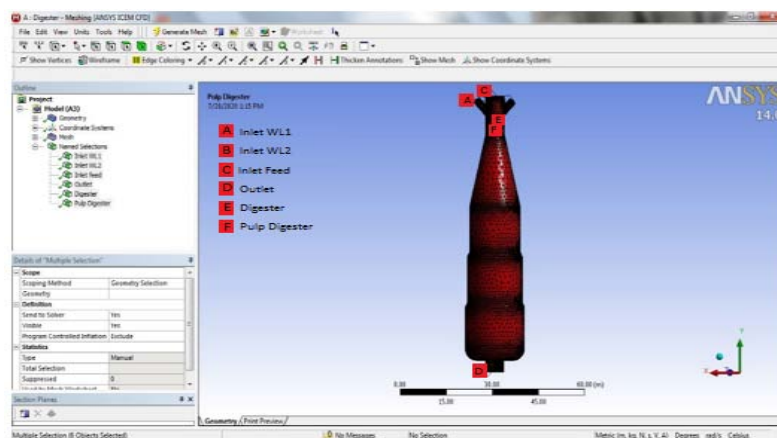 A : Digester - Meshing [ANSYS ICEM CFD]
File Edit View Units Tools Help Generate Mesh Worksheet
Show Vertices Wireframe Edge Coloring Thicken Annotations Show Mesh Show Coordinate Systems
Outline
Project
Model (A3)
Geometry
Coordinate Systems
Mesh
Named Selections
Inlet WL1
Inlet WL2
Inlet feed
Outlet
Digester
Pulp Digester
Details of "Multiple Selection"
Scope
Scoping Method Geometry Selection
Geometry
Definition
Send to Solver Yes
Visible Yes
Program Controlled Inflation Exclude
Statistics
Type Manual
Total Selection
Suppressed 0
Section Planes
Multiple Selection (6 Objects Selected)
Pulp Digester
A Inlet WL1
B Inlet WL2
C Inlet Feed
D Outlet
E Digester
F Pulp Digester
C
A
E
F
D
ANSYS
14.
0.00 30.00 60.00 (m)
15.00 45.00
Y
X
Geometry Print Preview
No Messages No Selection Metric (m, kg, N, s, V, A) Degrees rad/s Celsius